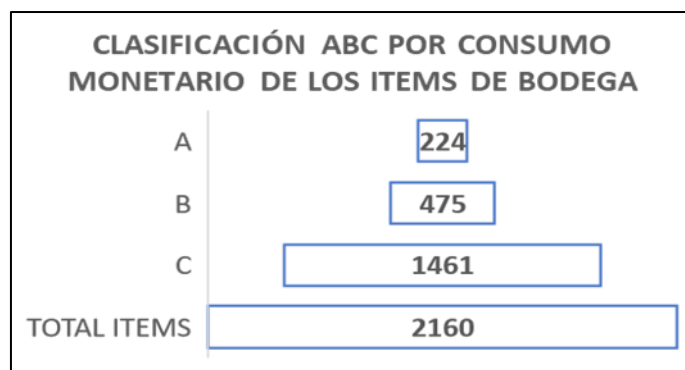 CLASIFICACIÓN ABC POR CONSUMO
MONETARIO DE LOS ITEMS DE BODEGA
A 224
B 475
C 1461
TOTAL ITEMS 2160